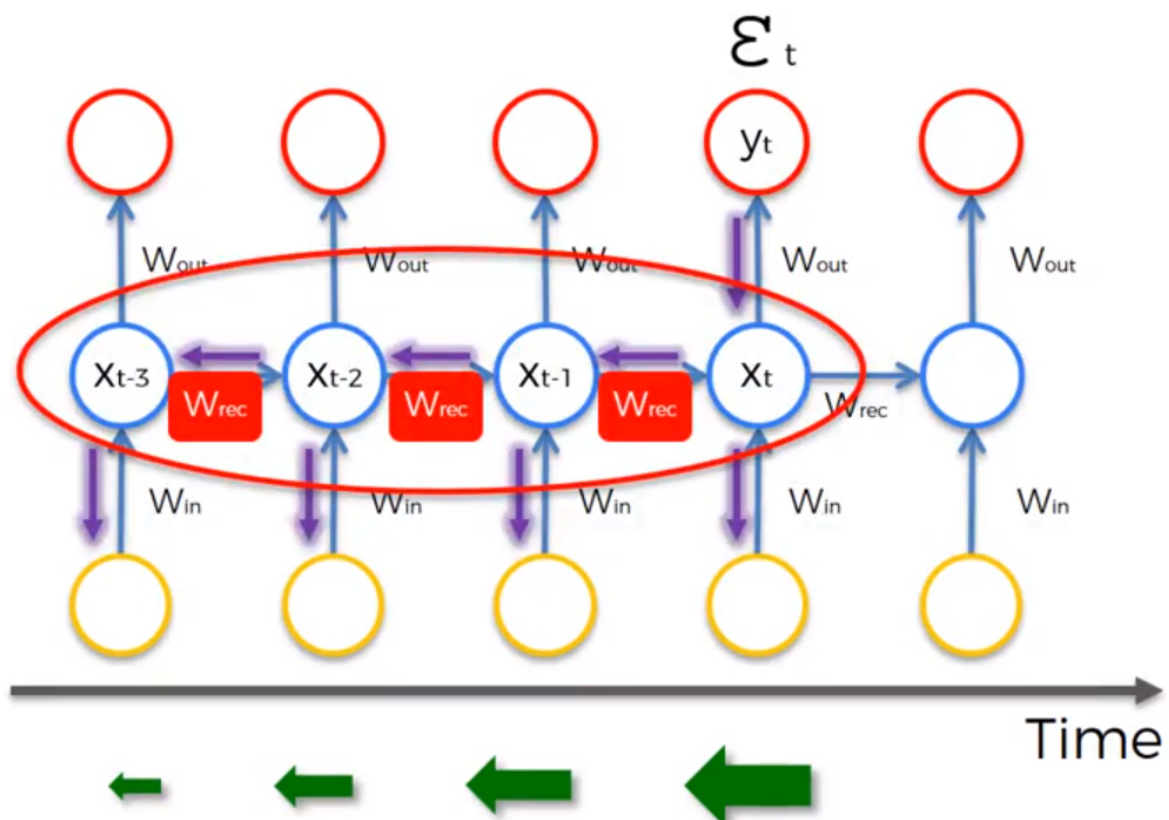 Ɛt
yt
Wout Wout Wout Wout Wout
xt-3 xt-2 xt-1 xt
Wrec Wrec Wrec Wrec
Win Win Win Win Win
Time